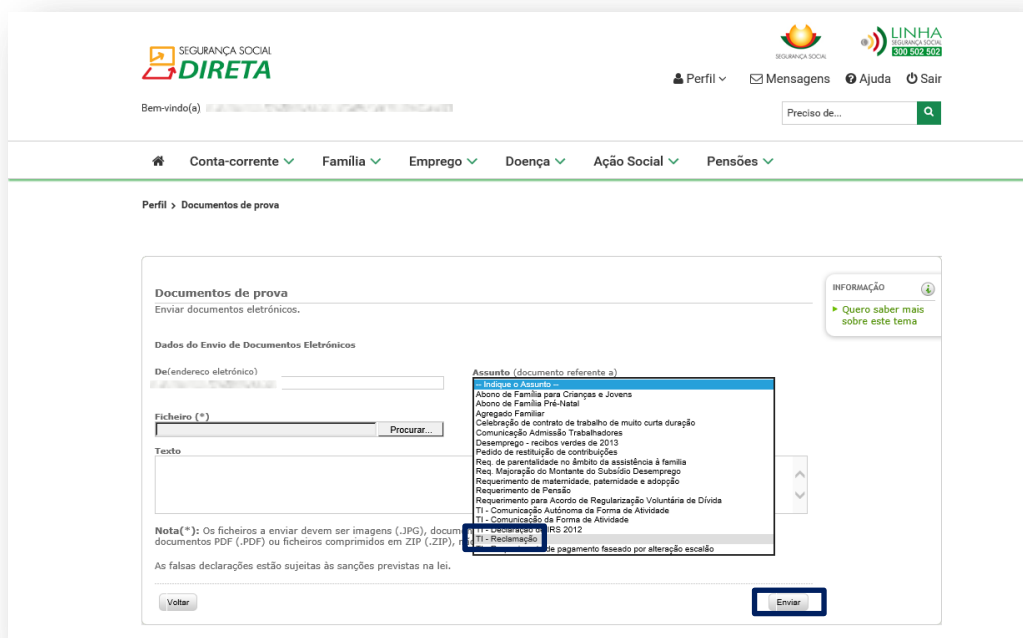 SEGURANÇA SOCIAL
DIRETA
SEGURANÇA SOCIAL
LINHA
SEGURANÇA SOCIAL
300 502 502
Perfil
Mensagens
Ajuda
Sair
Bem-vindo(a)
Preciso de...
Conta-corrente
Família
Emprego
Doença
Ação Social
Pensões
Perfil > Documentos de prova
Documentos de prova
Enviar documentos eletrónicos.
INFORMAÇÃO
Quero saber mais
sobre este tema
Dados do Envio de Documentos Eletrónicos
De(endereço eletrónico)
Assunto (documento referente a)
-- Indique o Assunto --
Abono de Família para Crianças e Jovens
Abono de Família Pré-Natal
Agregado Familiar
Celebração de contrato de trabalho de muito curta duração
Comunicação Admissão Trabalhadores
Desemprego - recibos verdes de 2013
Pedido de restituição de contribuições
Req. de parentalidade no âmbito da assistência à familia
Req. Majoração do Montante do Subsídio Desemprego
Requerimento de maternidade, paternidade e adopção
Requerimento de Pensão
Requerimento para Acordo de Regularização Voluntária de Dívida
TI - Comunicação Autónoma da Forma de Atividade
TI - Comunicação da Forma de Atividade
TI - Declaração do IRS 2012
TI - Reclamação
de pagamento faseado por alteração escalão
Ficheiro (*)
Procurar...
Texto
Nota(*): Os ficheiros a enviar devem ser imagens (.JPG),
documentos PDF (.PDF) ou ficheiros comprimidos em ZIP (.ZIP),
As falsas declarações estão sujeitas às sanções previstas na lei.
Voltar
Enviar